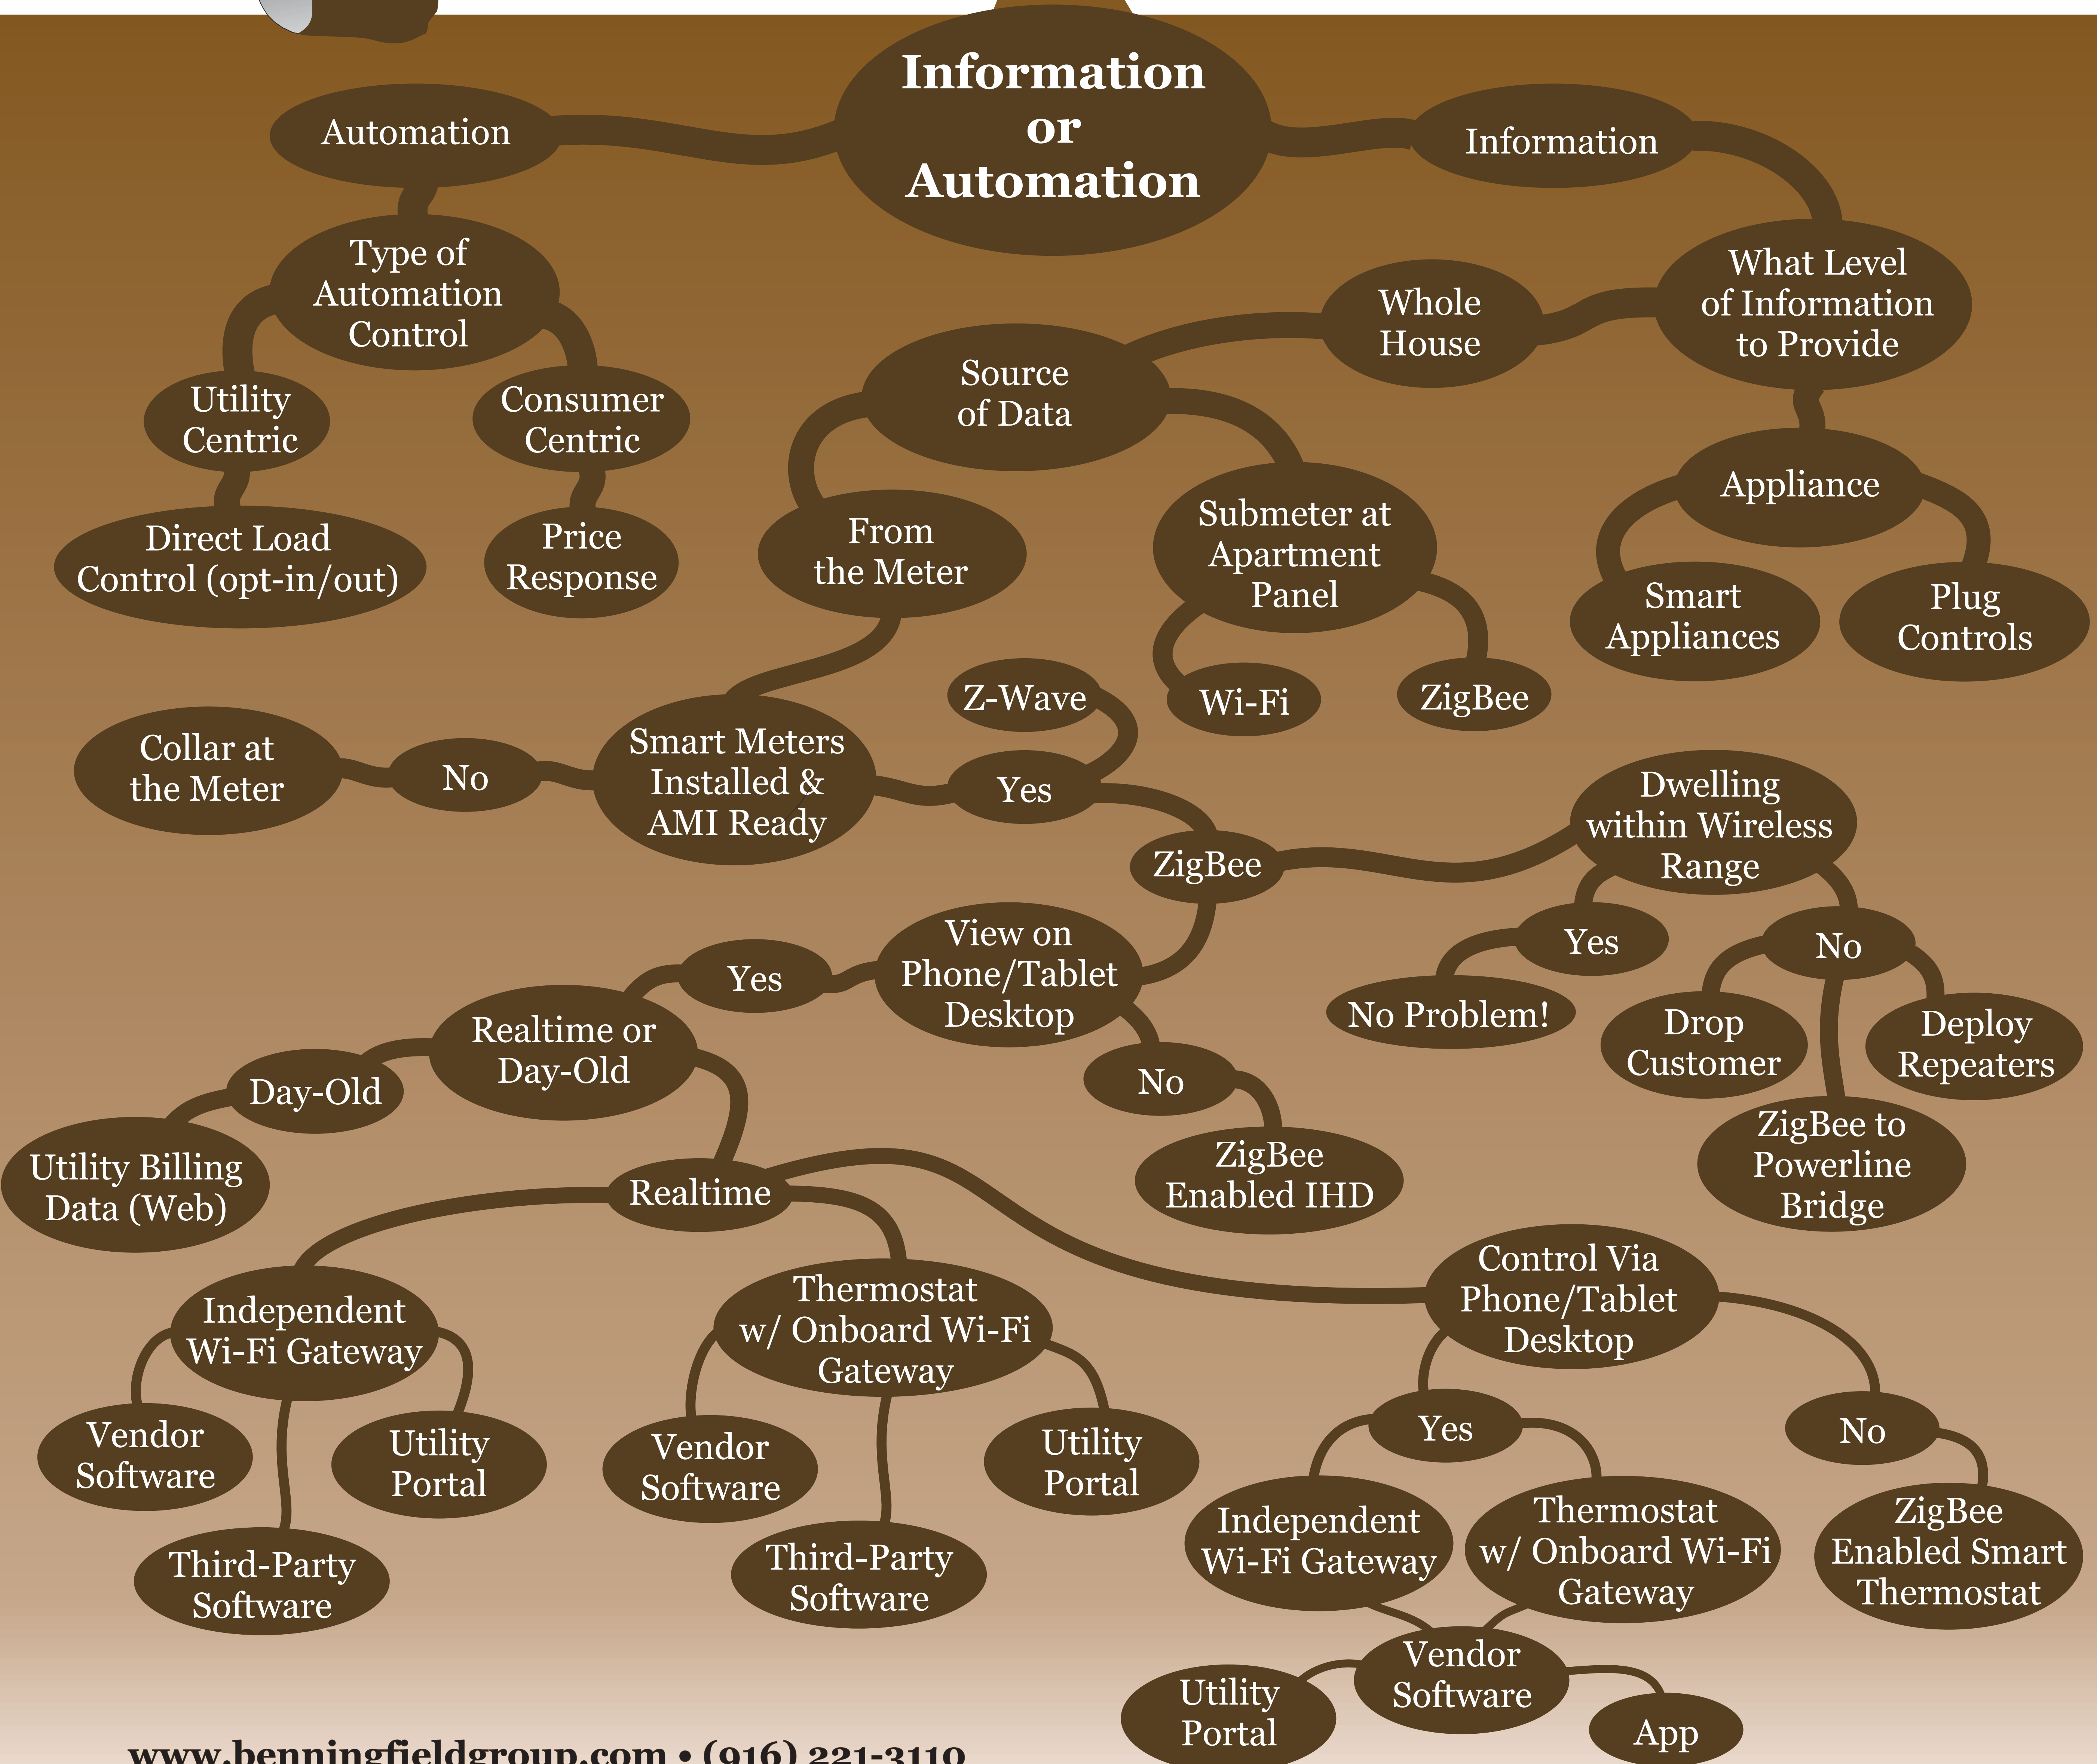 Information
or
Automation
Automation
Information
Type of
Automation
Control
What Level
of Information
to Provide
Whole
House
Source
of Data
Utility
Centric
Consumer
Centric
Appliance
Direct Load
Control (opt-in/out)
Price
Response
From
the Meter
Submeter at
Apartment
Panel
Smart
Appliances
Plug
Controls
Z-Wave
Wi-Fi
ZigBee
Collar at
the Meter
No
Smart Meters
Installed &
AMI Ready
Yes
Dwelling
within Wireless
Range
ZigBee
View on
Phone/Tablet
Desktop
Yes
Yes
No
No Problem!
Drop
Customer
Deploy
Repeaters
Realtime or
Day-Old
Day-Old
No
Utility Billing
Data (Web)
Realtime
ZigBee
Enabled IHD
ZigBee to
Powerline
Bridge
Independent
Wi-Fi Gateway
Thermostat
w/ Onboard Wi-Fi
Gateway
Control Via
Phone/Tablet
Desktop
Vendor
Software
Utility
Portal
Vendor
Software
Utility
Portal
Yes
No
Third-Party
Software
Third-Party
Software
Independent
Wi-Fi Gateway
Thermostat
w/ Onboard Wi-Fi
Gateway
ZigBee
Enabled Smart
Thermostat
Vendor
Software
Utility
Portal
App
www.benningfieldgroup.com • (916) 221-3110